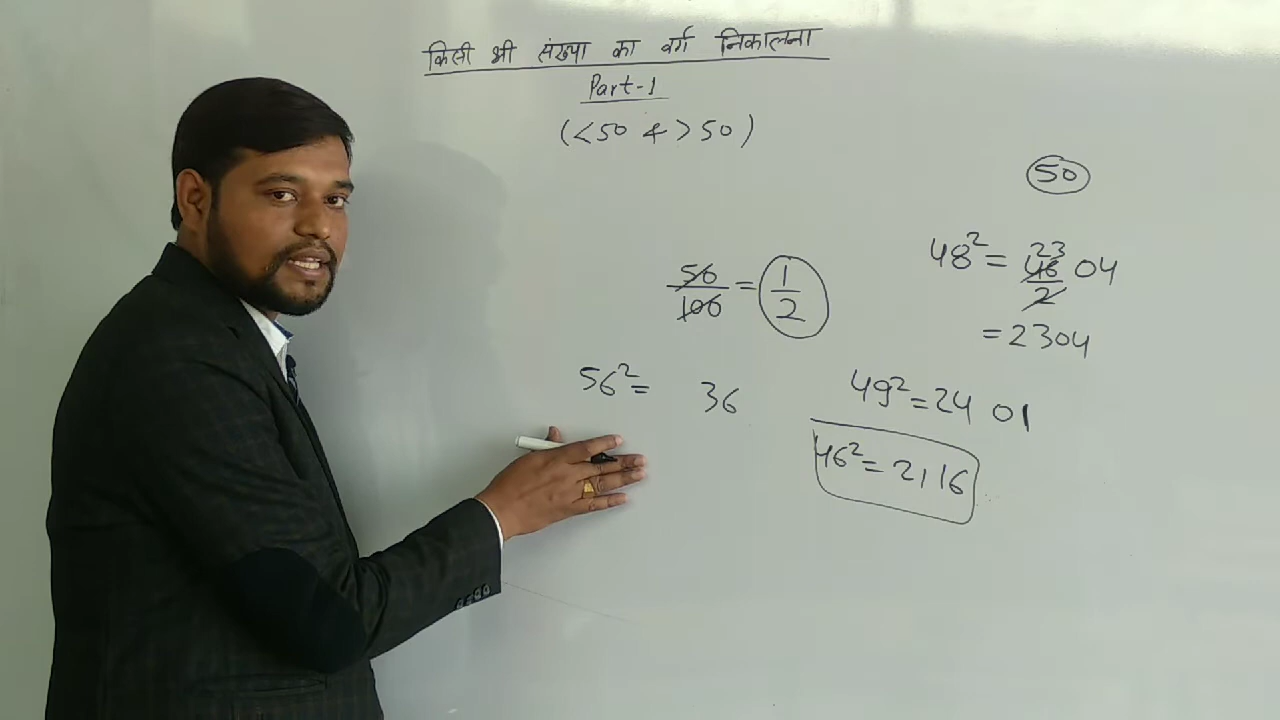 किसी भी संख्या का वर्ग निकालना
Part-1
(<50 & >50)
50
50/100 = 1/2
48² = 46/2 23 04
= 2304
56² = 36
49² = 24 01
46² = 2116